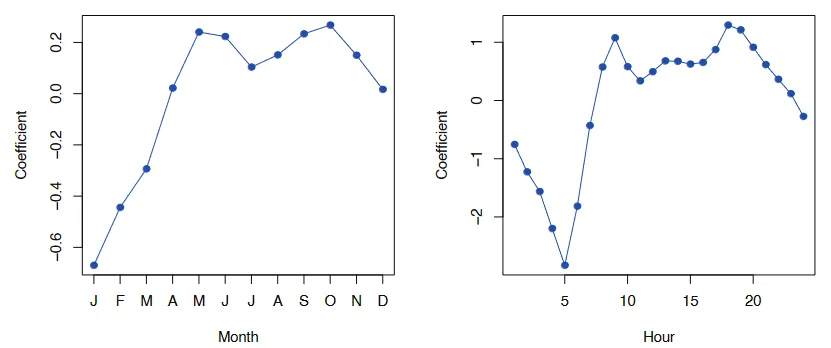 Coefficient
0.2
0.0
−0.2
−0.4
−0.6
J F M A M J J A S O N D
Month
Coefficient
1
0
−1
−2
5 10 15 20
Hour